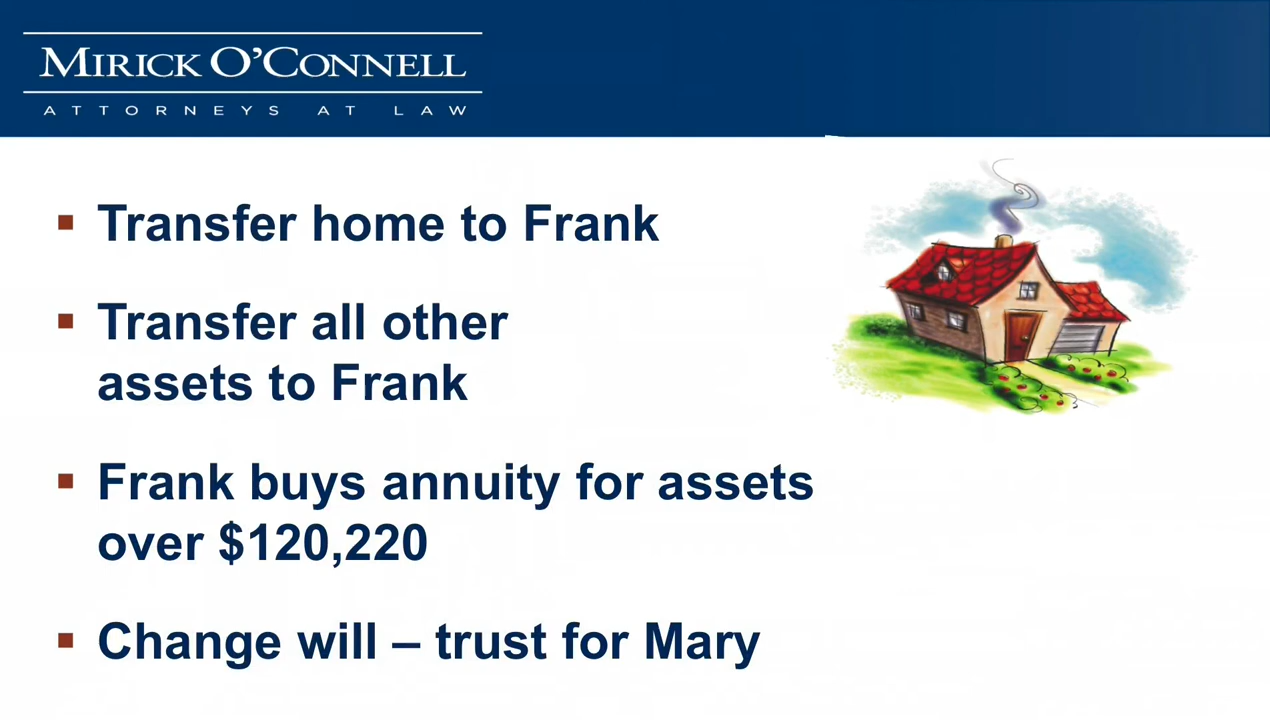 MIRICK O’CONNELL
ATTORNEYS AT LAW
▪ Transfer home to Frank
▪ Transfer all other
assets to Frank
▪ Frank buys annuity for assets
over $120,220
▪ Change will – trust for Mary